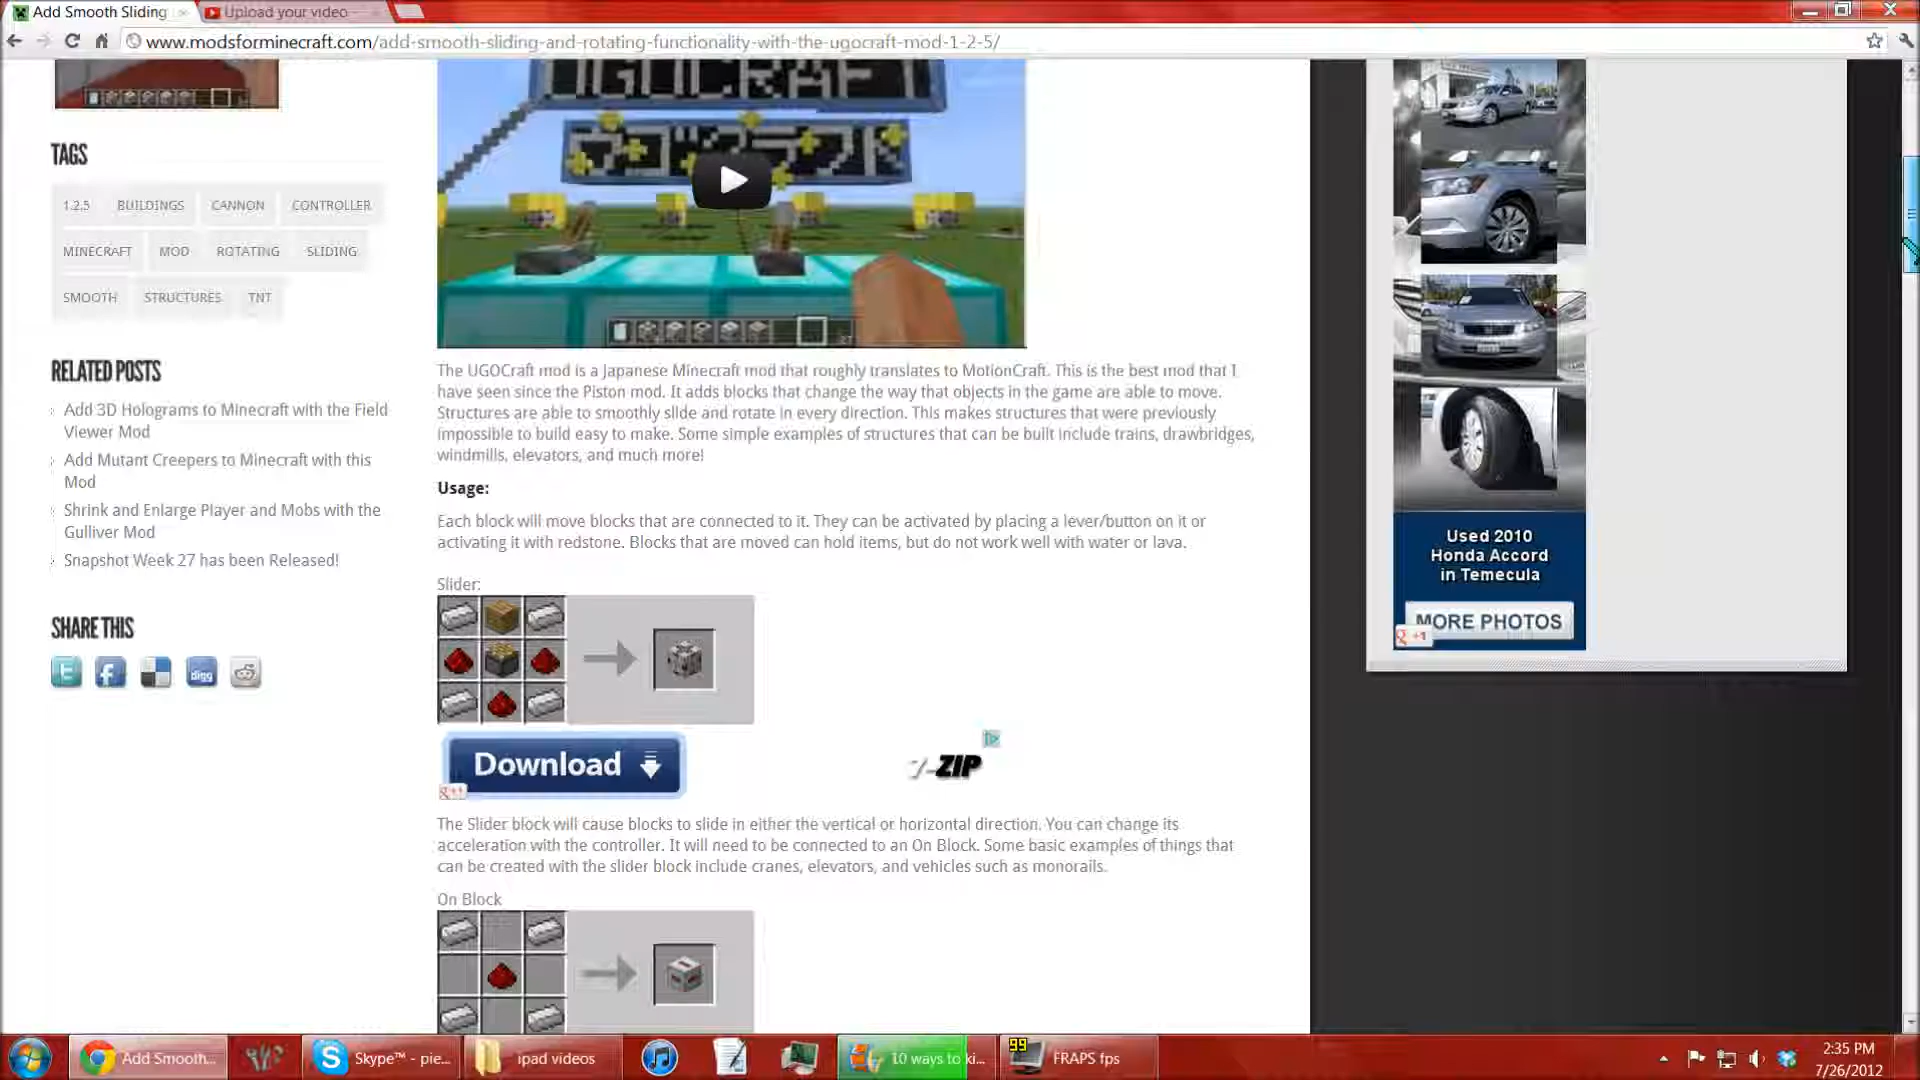 Add Smooth Sliding
Upload your video
www.modsforminecraft.com/add-smooth-sliding-and-rotating-functionality-with-the-ugocraft-mod-1-2-5/
UGOCRAFT
ウゴクラフト
TAGS
1.2.5 BUILDINGS CANNON CONTROLLER
MINECRAFT MOD ROTATING SLIDING
SMOOTH STRUCTURES TNT
RELATED POSTS
Add 3D Holograms to Minecraft with the Field
Viewer Mod
Add Mutant Creepers to Minecraft with this
Mod
Shrink and Enlarge Player and Mobs with the
Gulliver Mod
Snapshot Week 27 has been Released!
SHARE THIS
t f digg
The UGOCraft mod is a Japanese Minecraft mod that roughly translates to MotionCraft. This is the best mod that I
have seen since the Piston mod. It adds blocks that change the way that objects in the game are able to move.
Structures are able to smoothly slide and rotate in every direction. This makes structures that were previously
impossible to build easy to make. Some simple examples of structures that can be built include trains, drawbridges,
windmills, elevators, and much more!
Usage:
Each block will move blocks that are connected to it. They can be activated by placing a lever/button on it or
activating it with redstone. Blocks that are moved can hold items, but do not work well with water or lava.
Slider:
Download
7-ZIP
The Slider block will cause blocks to slide in either the vertical or horizontal direction. You can change its
acceleration with the controller. It will need to be connected to an On Block. Some basic examples of things that
can be created with the slider block include cranes, elevators, and vehicles such as monorails.
On Block
Used 2010
Honda Accord
in Temecula
MORE PHOTOS
g +1
Add Smooth...
Skype™ - pie...
ipad videos
10 ways to ki...
99
FRAPS fps
2:35 PM
7/26/2012